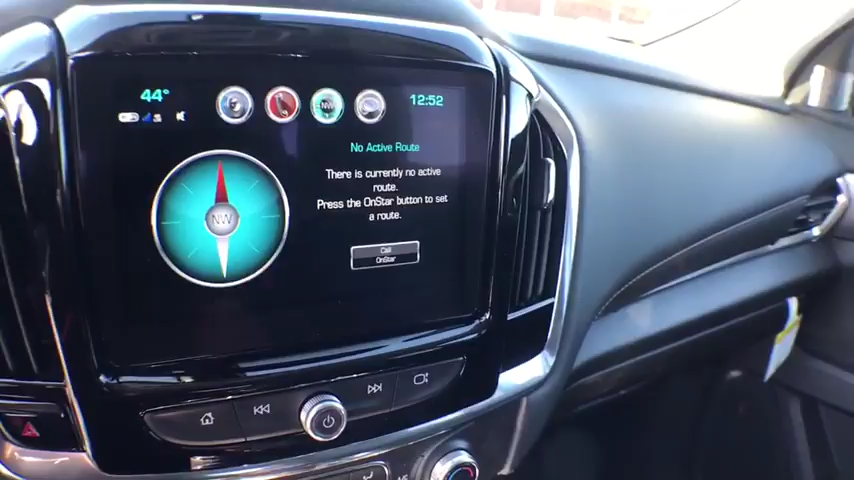 44°
12:52
NW
No Active Route
There is currently no active
route.
Press the OnStar button to set
a route.
NW
Call
OnStar